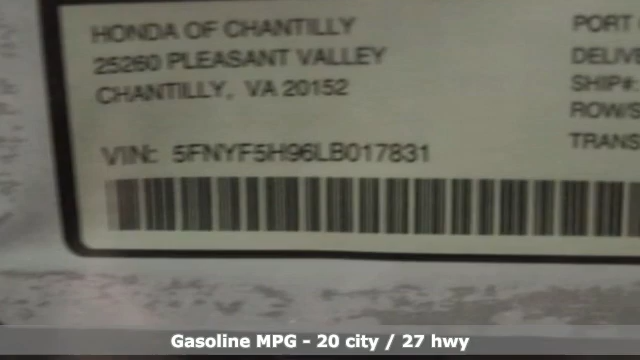 HONDA OF CHANTILLY
25260 PLEASANT VALLEY
CHANTILLY, VA 20152
VIN: 5FNYF5H96LB017831
PORT
DELIVE
SHIP#:
ROW/S
TRANS
Gasoline MPG - 20 city / 27 hwy